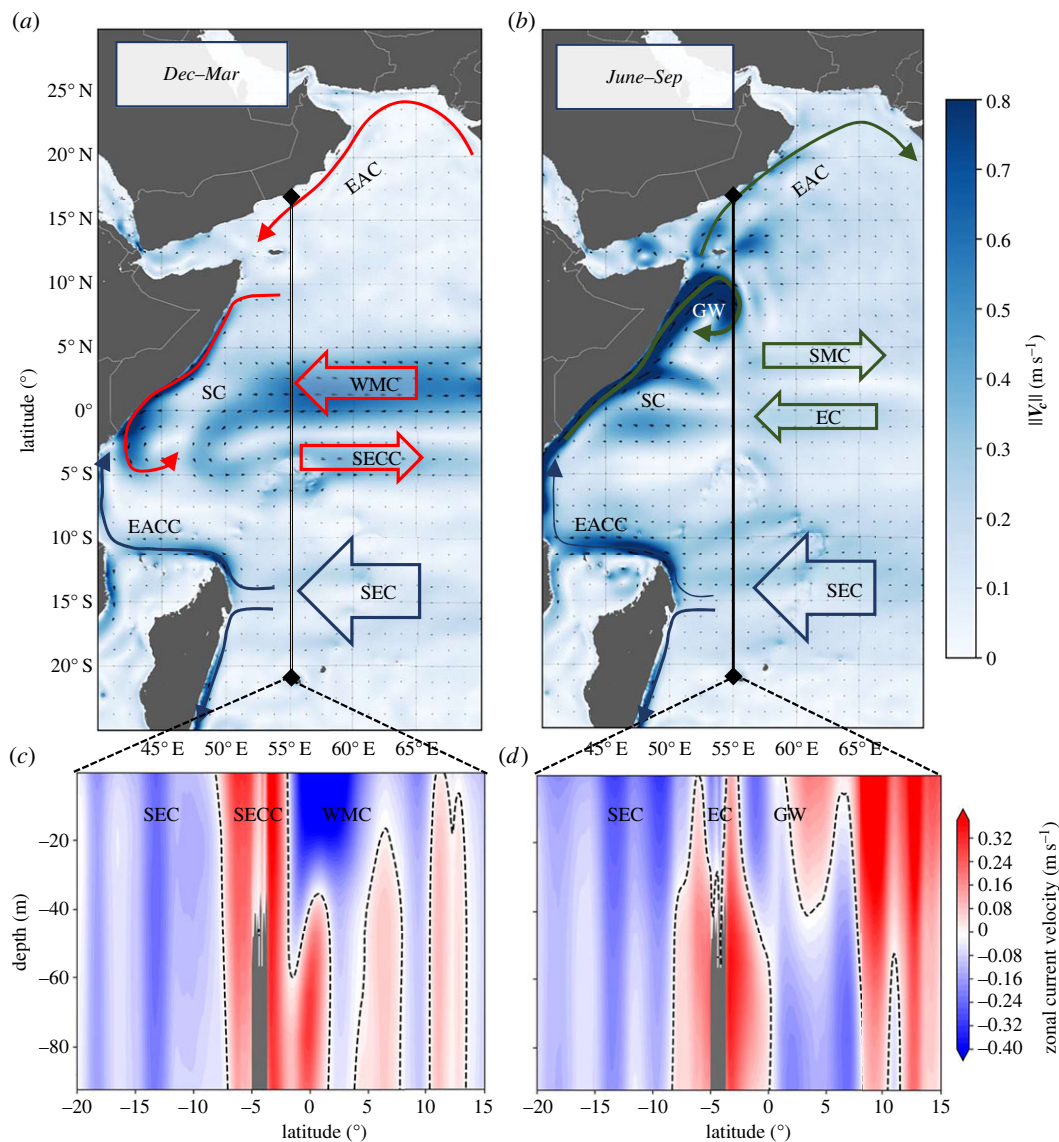 (a)
(b)
Dec–Mar
June–Sep
25° N
20° N
15° N
10° N
5° N
0°
5° S
10° S
15° S
20° S
latitude (°)
EAC
SC
WMC
SECC
EACC
SEC
EAC
GW
SMC
SC
EC
EACC
SEC
0.8
0.7
0.6
0.5
0.4
0.3
0.2
0.1
0
||Vc|| (m s–1)
45° E 50° E 55° E 60° E 65° E
45° E 50° E 55° E 60° E 65° E
(c)
(d)
SEC SECC WMC
SEC EC GW
–20
–40
–60
–80
depth (m)
–20 –15 –10 –5 0 5 10 15
–20 –15 –10 –5 0 5 10 15
latitude (°)
latitude (°)
0.32
0.24
0.16
0.08
0
–0.08
–0.16
–0.24
–0.32
–0.40
zonal current velocity (m s–1)